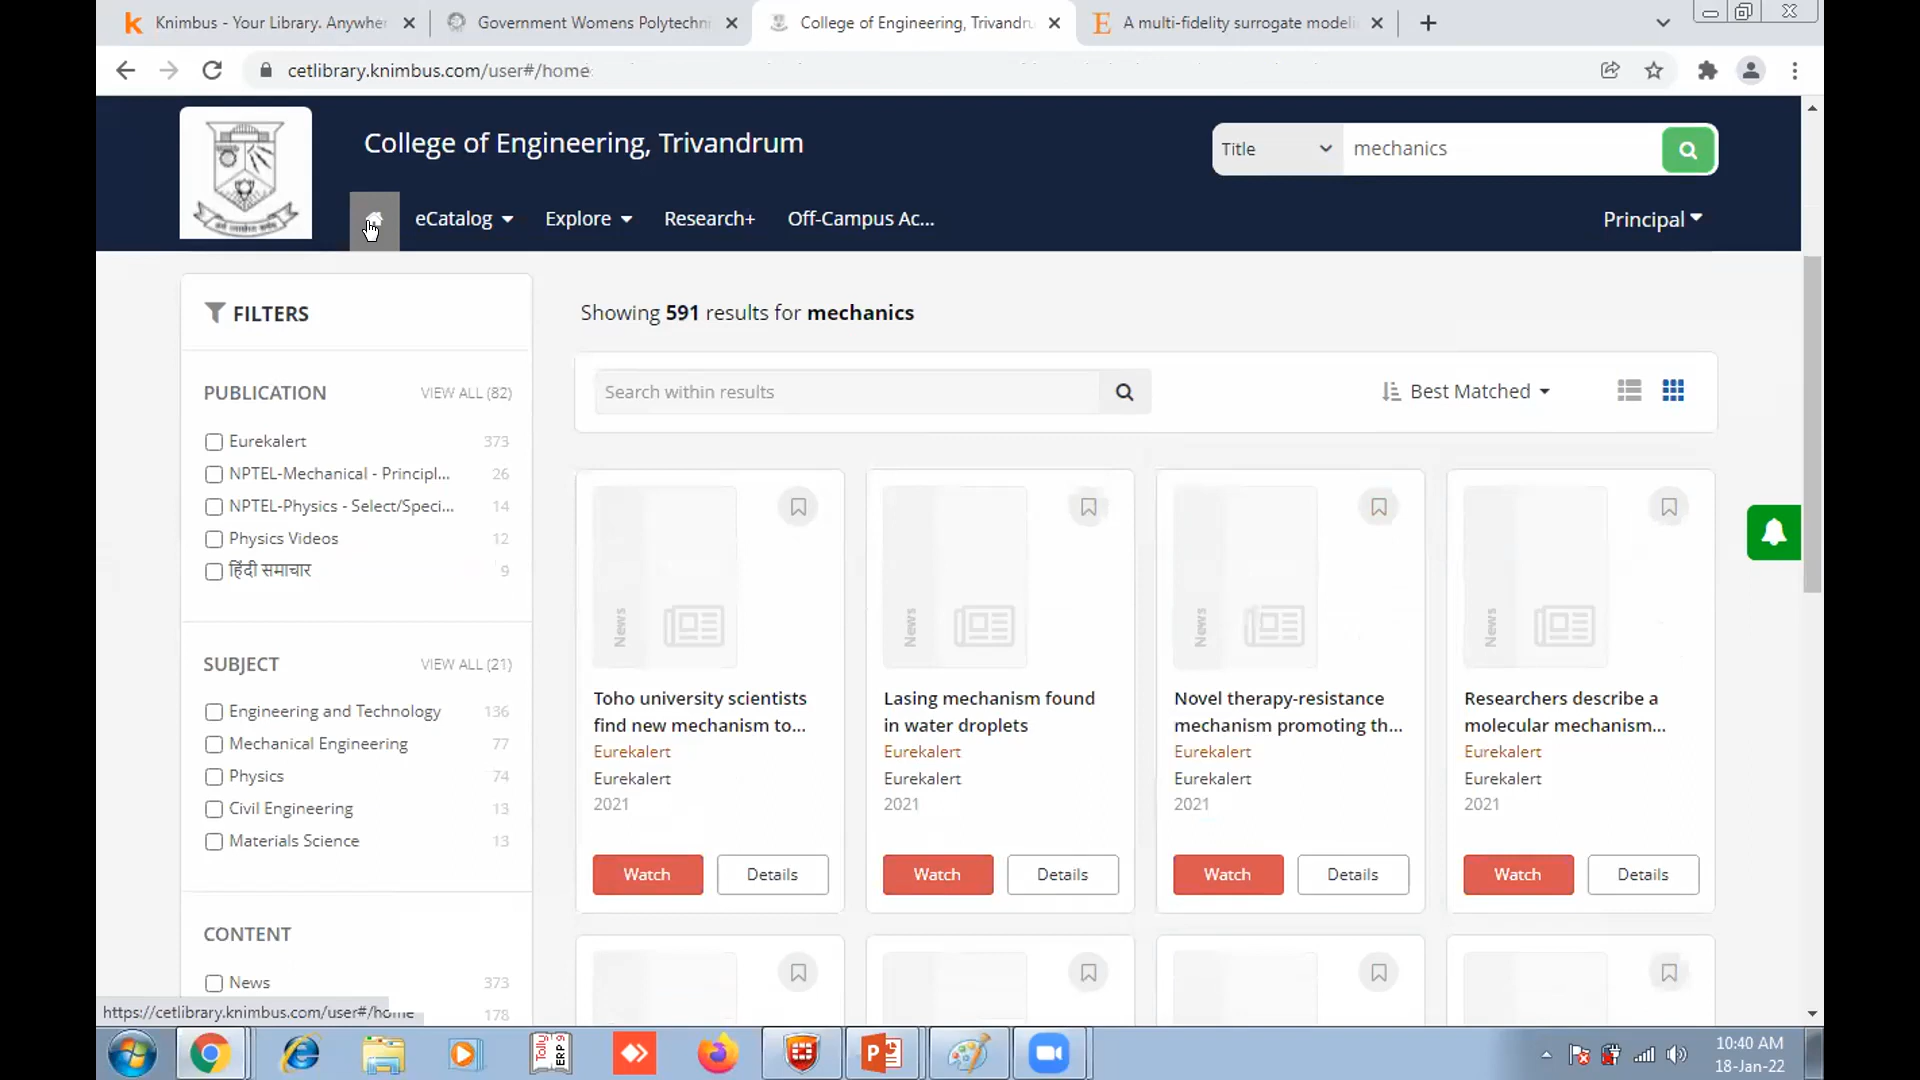 Knimbus - Your Library. Anywher
Government Womens Polytechni
College of Engineering, Trivandru
A multi-fidelity surrogate modeli
cetlibrary.knimbus.com/user#/home
College of Engineering, Trivandrum
Title
mechanics
eCatalog
Explore
Research+
Off-Campus Ac...
Principal
FILTERS
Showing 591 results for mechanics
PUBLICATION
VIEW ALL (82)
Search within results
Best Matched
Eurekalert 373
NPTEL-Mechanical - Principl... 26
NPTEL-Physics - Select/Speci... 14
Physics Videos 12
हिंदी समाचार 9
SUBJECT
VIEW ALL (21)
Engineering and Technology 136
Mechanical Engineering 77
Physics 74
Civil Engineering 13
Materials Science 13
CONTENT
News 373
178
News
Toho university scientists
find new mechanism to...
Eurekalert
Eurekalert
2021
Watch
Details
News
Lasing mechanism found
in water droplets
Eurekalert
Eurekalert
2021
Watch
Details
News
Novel therapy-resistance
mechanism promoting th...
Eurekalert
Eurekalert
2021
Watch
Details
News
Researchers describe a
molecular mechanism...
Eurekalert
Eurekalert
2021
Watch
Details
https://cetlibrary.knimbus.com/user#/home
Tally
ERP 9
10:40 AM
18-Jan-22